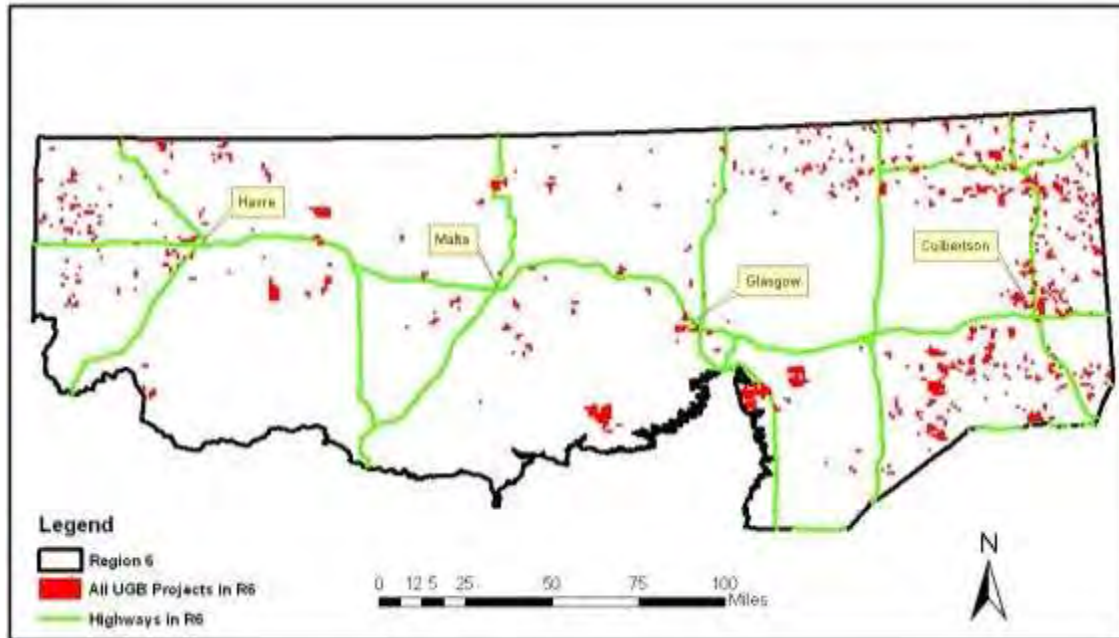 Havre
Malta
Culbertson
Glasgow
Legend
Region 6
All UGB Projects in R6
Highways in R6
0 12.5 25 50 75 100
Miles
N